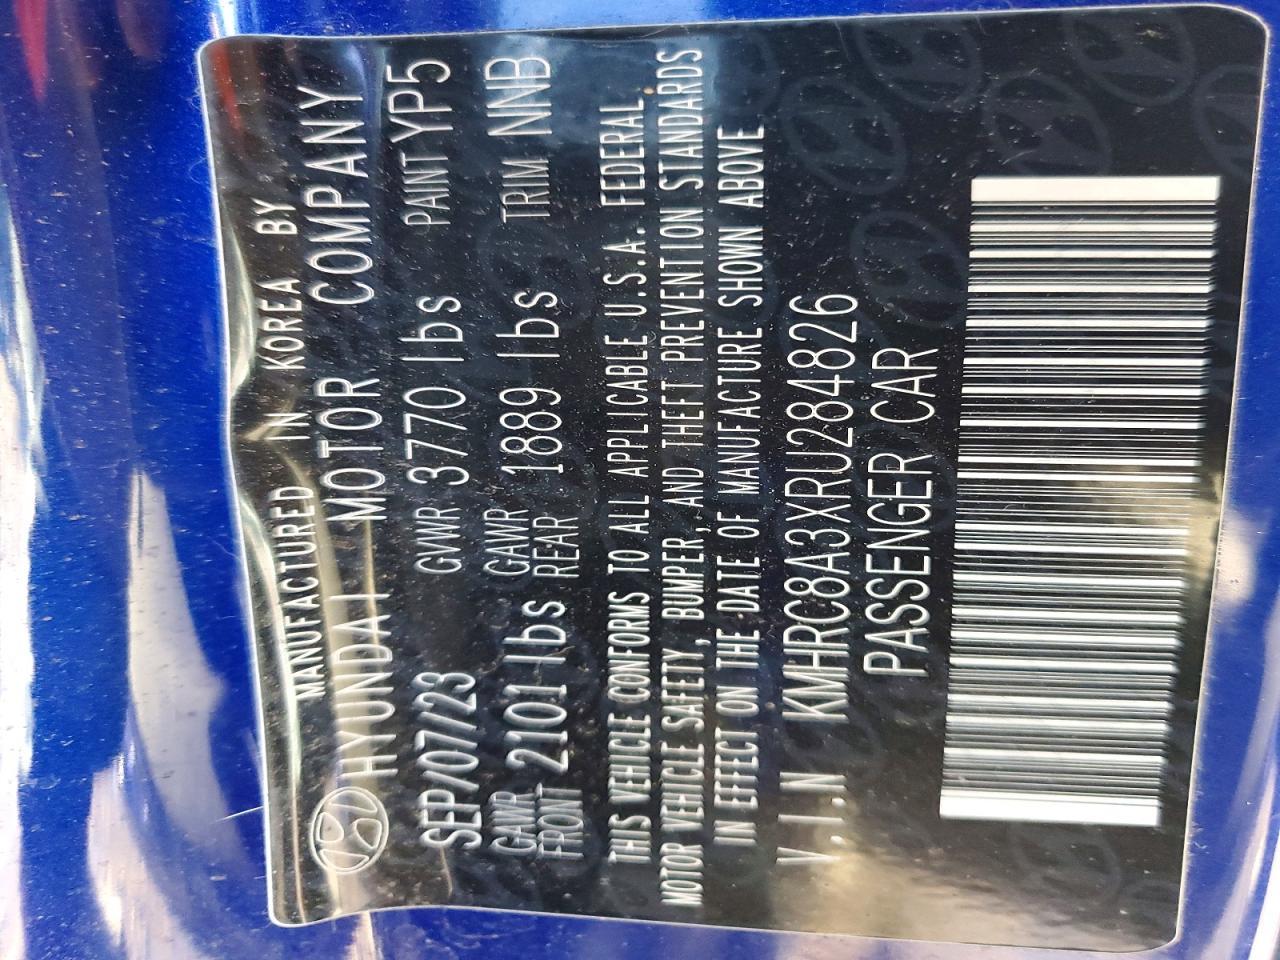 MANUFACTURED IN KOREA BY
HYUNDAI MOTOR COMPANY
SEP/07/23 GVWR 3770 lbs PAINT YP5
GAWR FRONT 2101 lbs GAWR REAR 1889 lbs TRIM NNB
THIS VEHICLE CONFORMS TO ALL APPLICABLE U.S.A. FEDERAL
MOTOR VEHICLE SAFETY, BUMPER, AND THEFT PREVENTION STANDARDS
IN EFFECT ON THE DATE OF MANUFACTURE SHOWN ABOVE
V.I.N KMHRC8A3XRU284826
PASSENGER CAR